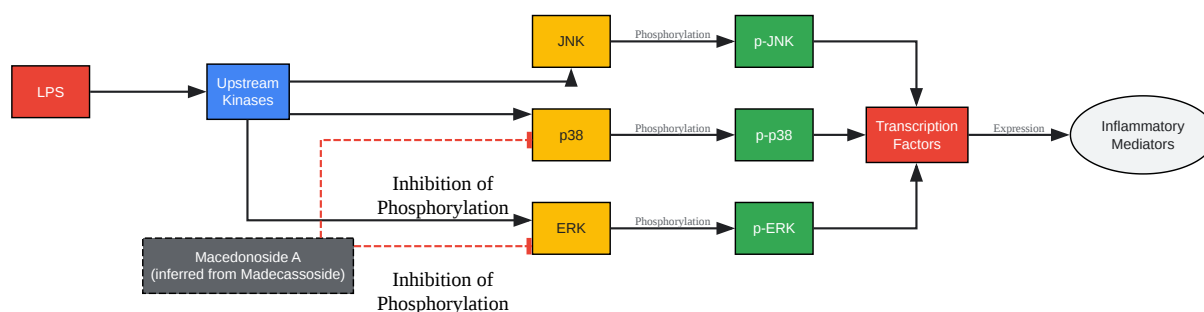 JNK
Phosphorylation
p-JNK
LPS
Upstream
Kinases
p38
Phosphorylation
p-p38
Transcription
Factors
Expression
Inflammatory
Mediators
Inhibition of
Phosphorylation
ERK
Phosphorylation
p-ERK
Macedonoside A
(inferred from Madecassoside)
Inhibition of
Phosphorylation